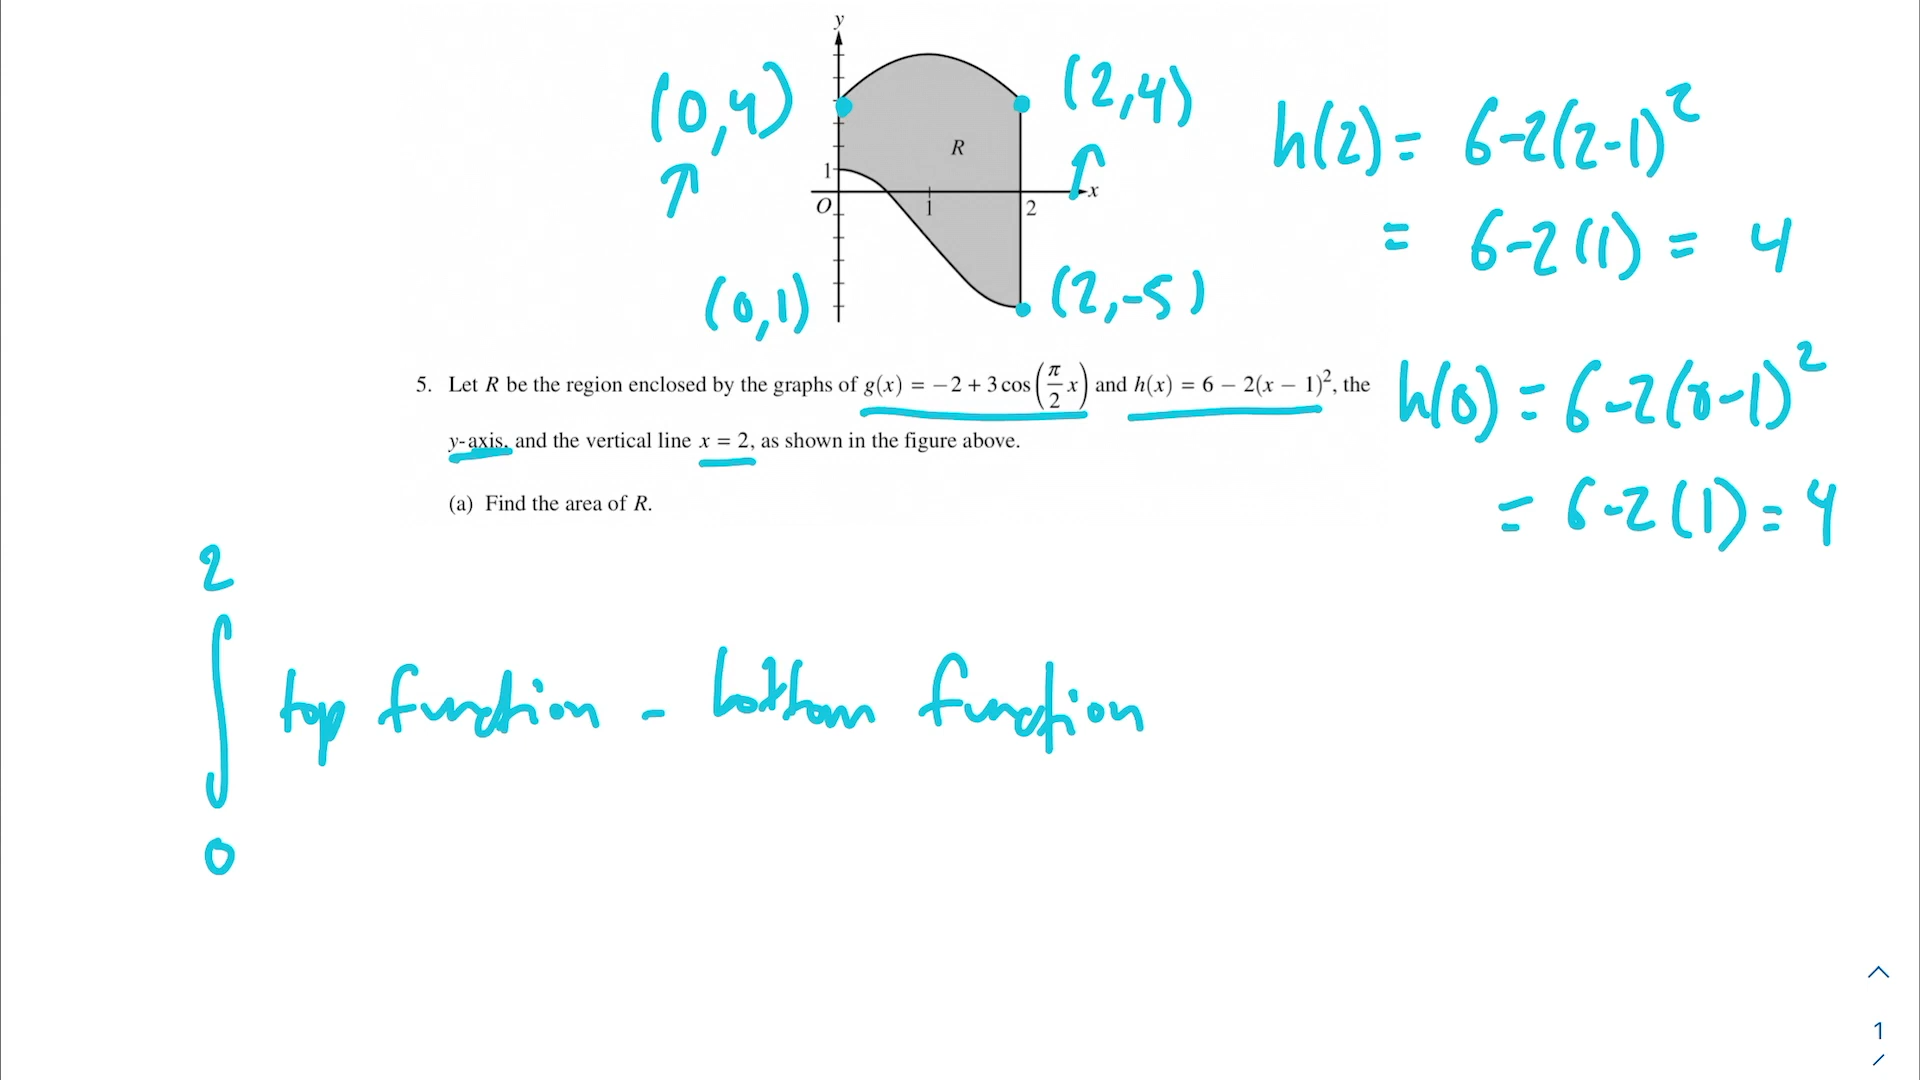 y
(0,4)
(2,4)
h(2) = 6-2(2-1)²
R
1
x
O
1
2
= 6-2(1) = 4
(0,1)
(2,-5)
5. Let R be the region enclosed by the graphs of g(x) = −2 + 3 cos(π/2 x) and h(x) = 6 − 2(x − 1)², the
y-axis, and the vertical line x = 2, as shown in the figure above.
h(0) = 6-2(0-1)²
= 6-2(1) = 4
(a) Find the area of R.
2
∫ top function - bottom function
0
1
/